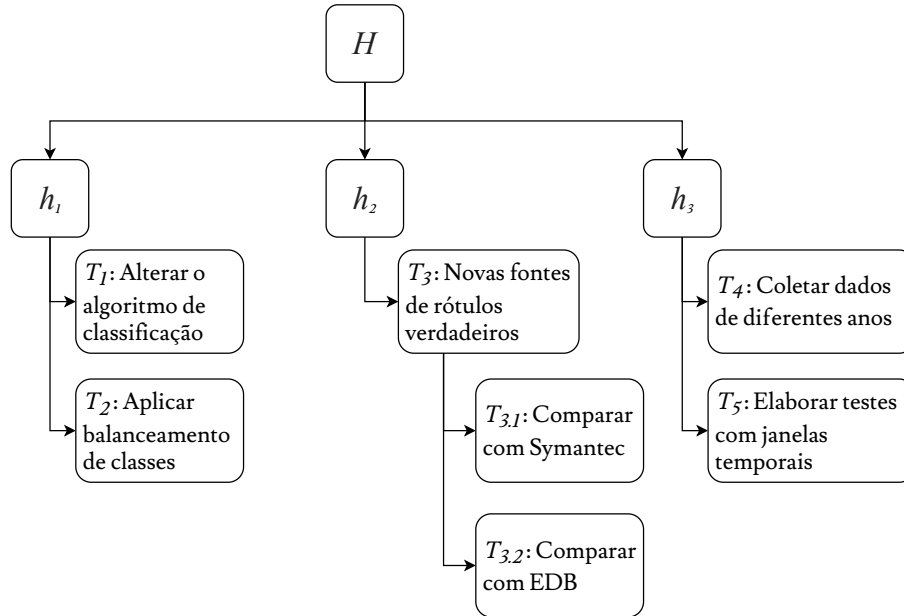 H
h₁
h₂
h₃
T₁: Alterar o
algoritmo de
classificação
T₂: Aplicar
balanceamento
de classes
T₃: Novas fontes
de rótulos
verdadeiros
T₃.₁: Comparar
com Symantec
T₃.₂: Comparar
com EDB
T₄: Coletar dados
de diferentes anos
T₅: Elaborar testes
com janelas
temporais